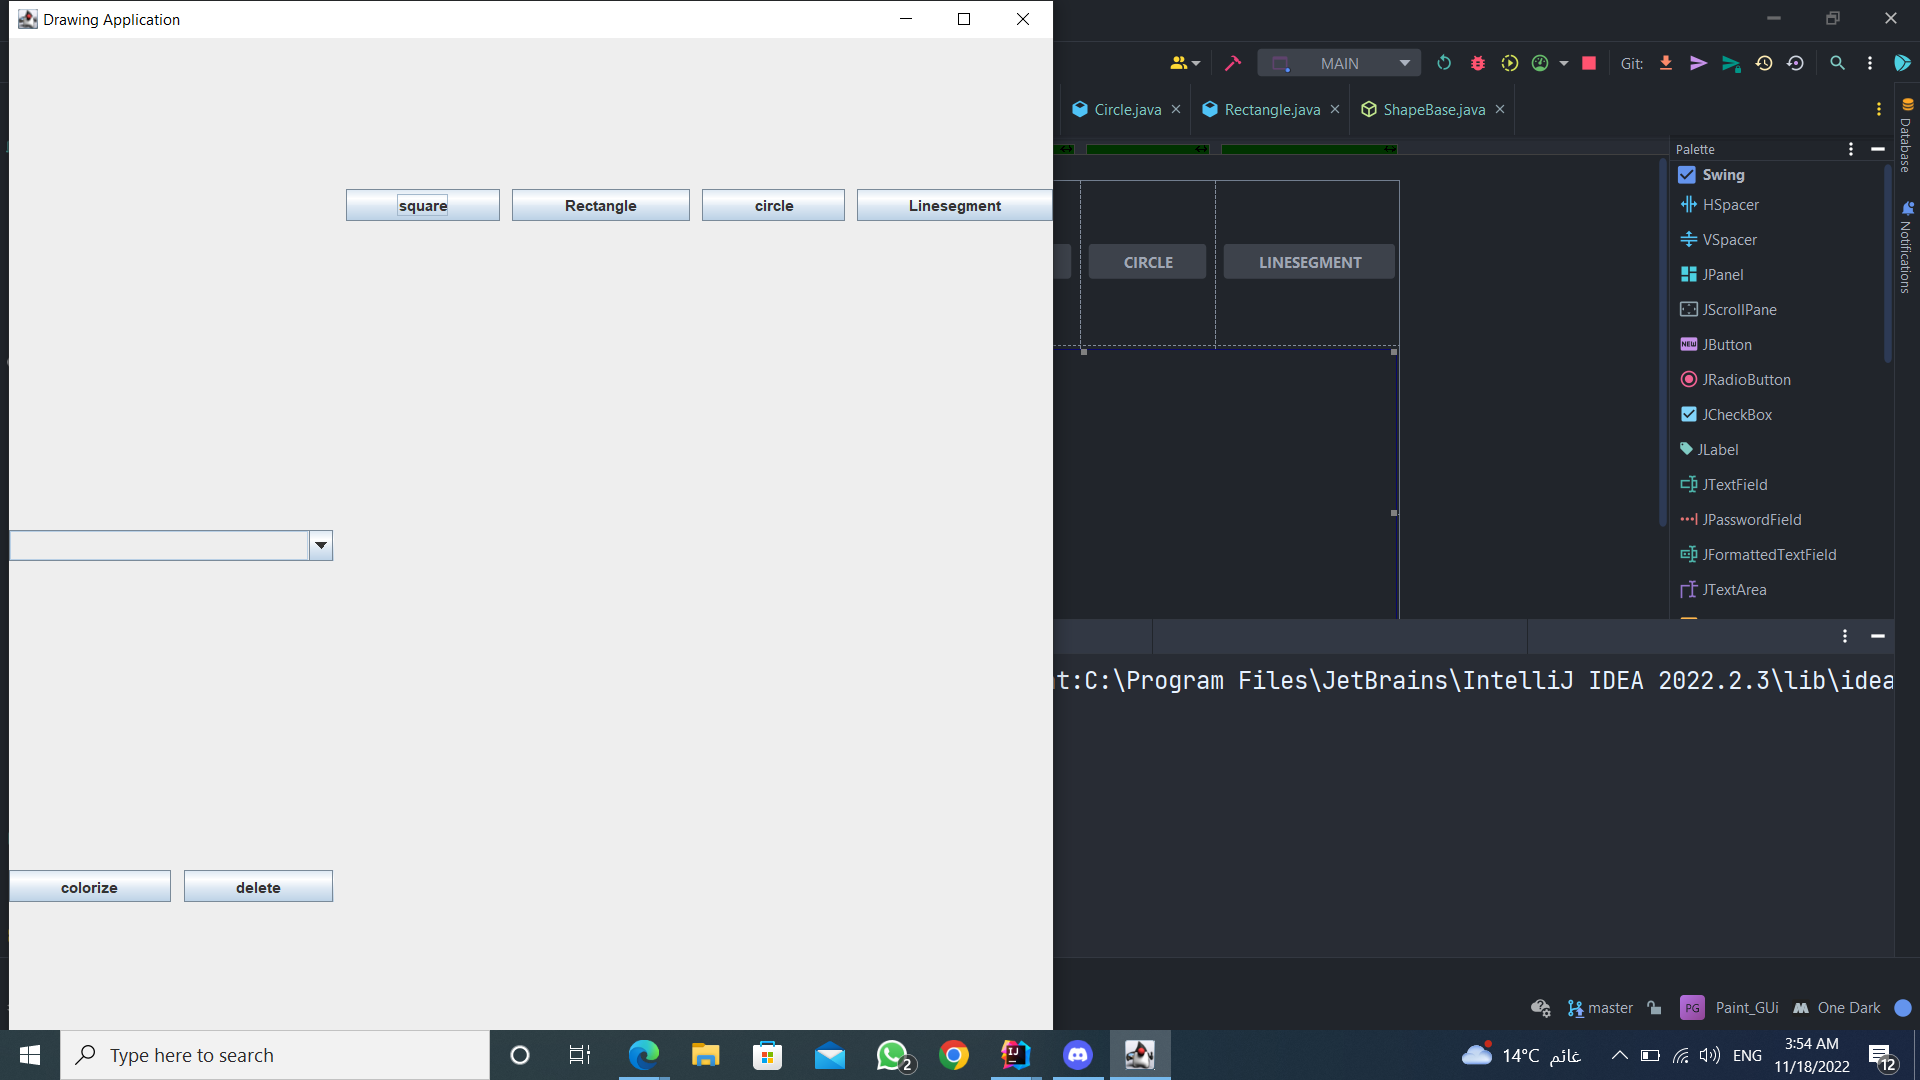 Drawing Application
square
Rectangle
circle
Linesegment
colorize
delete
MAIN
Git:
Circle.java
Rectangle.java
ShapeBase.java
CIRCLE
LINESEGMENT
Palette
Swing
HSpacer
VSpacer
JPanel
JScrollPane
NEW
JButton
JRadioButton
JCheckBox
JLabel
JTextField
JPasswordField
JFormattedTextField
JTextArea
Database
Notifications
t:C:\Program Files\JetBrains\IntelliJ IDEA 2022.2.3\lib\idea
master
PG
Paint_GUi
One Dark
Type here to search
2
IJ
14°C
غائم
ENG
3:54 AM
11/18/2022
12